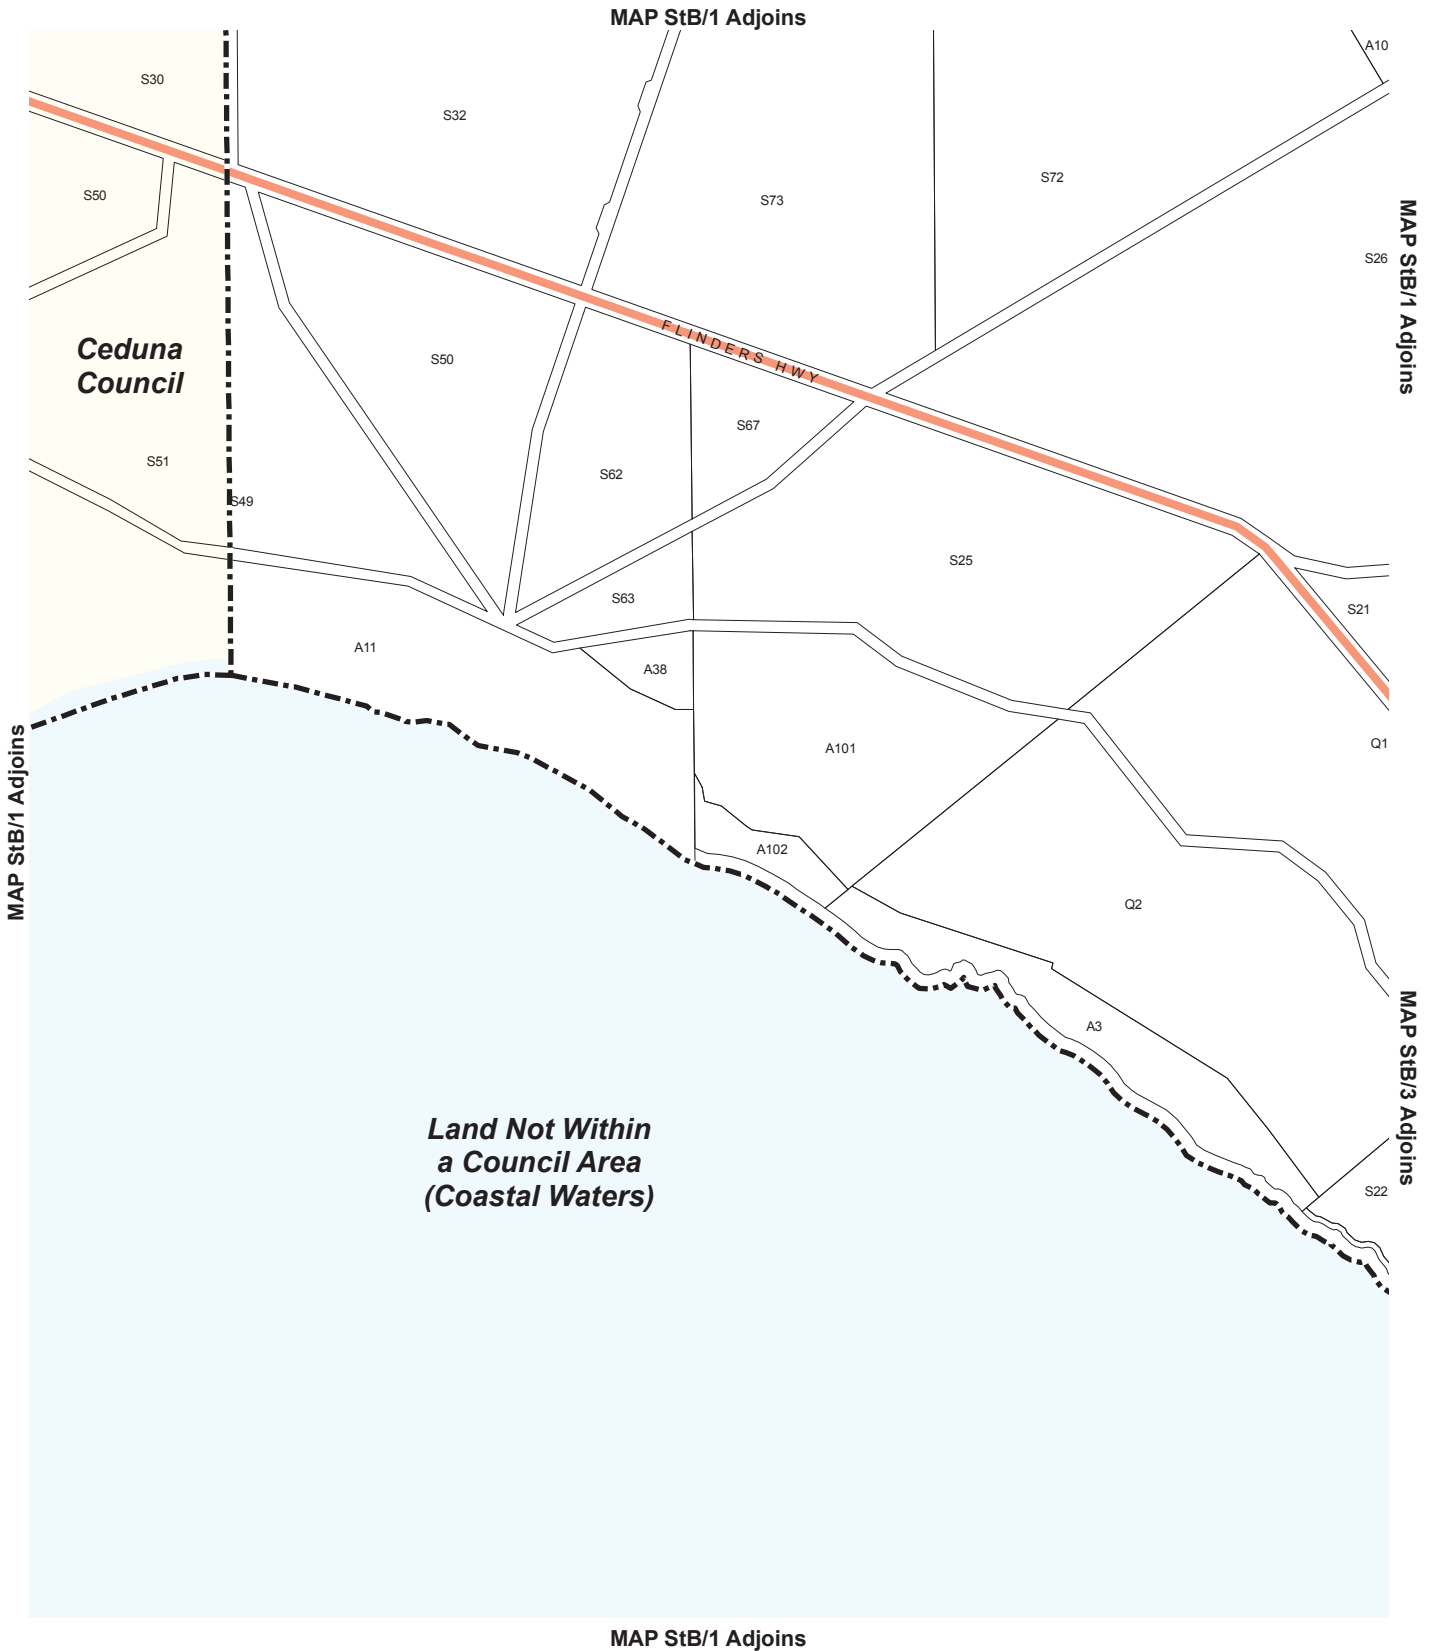 MAP StB/1 Adjoins
A10
S30
S32
S72
S50
S73
MAP StB/1 Adjoins
S26
FLINDERS HWY
Ceduna
Council
S50
S67
S51
S62
S49
S25
S63
S21
A11
A38
Q1
A101
MAP StB/1 Adjoins
A102
Q2
A3
MAP StB/3 Adjoins
Land Not Within
a Council Area
(Coastal Waters)
S22
MAP StB/1 Adjoins